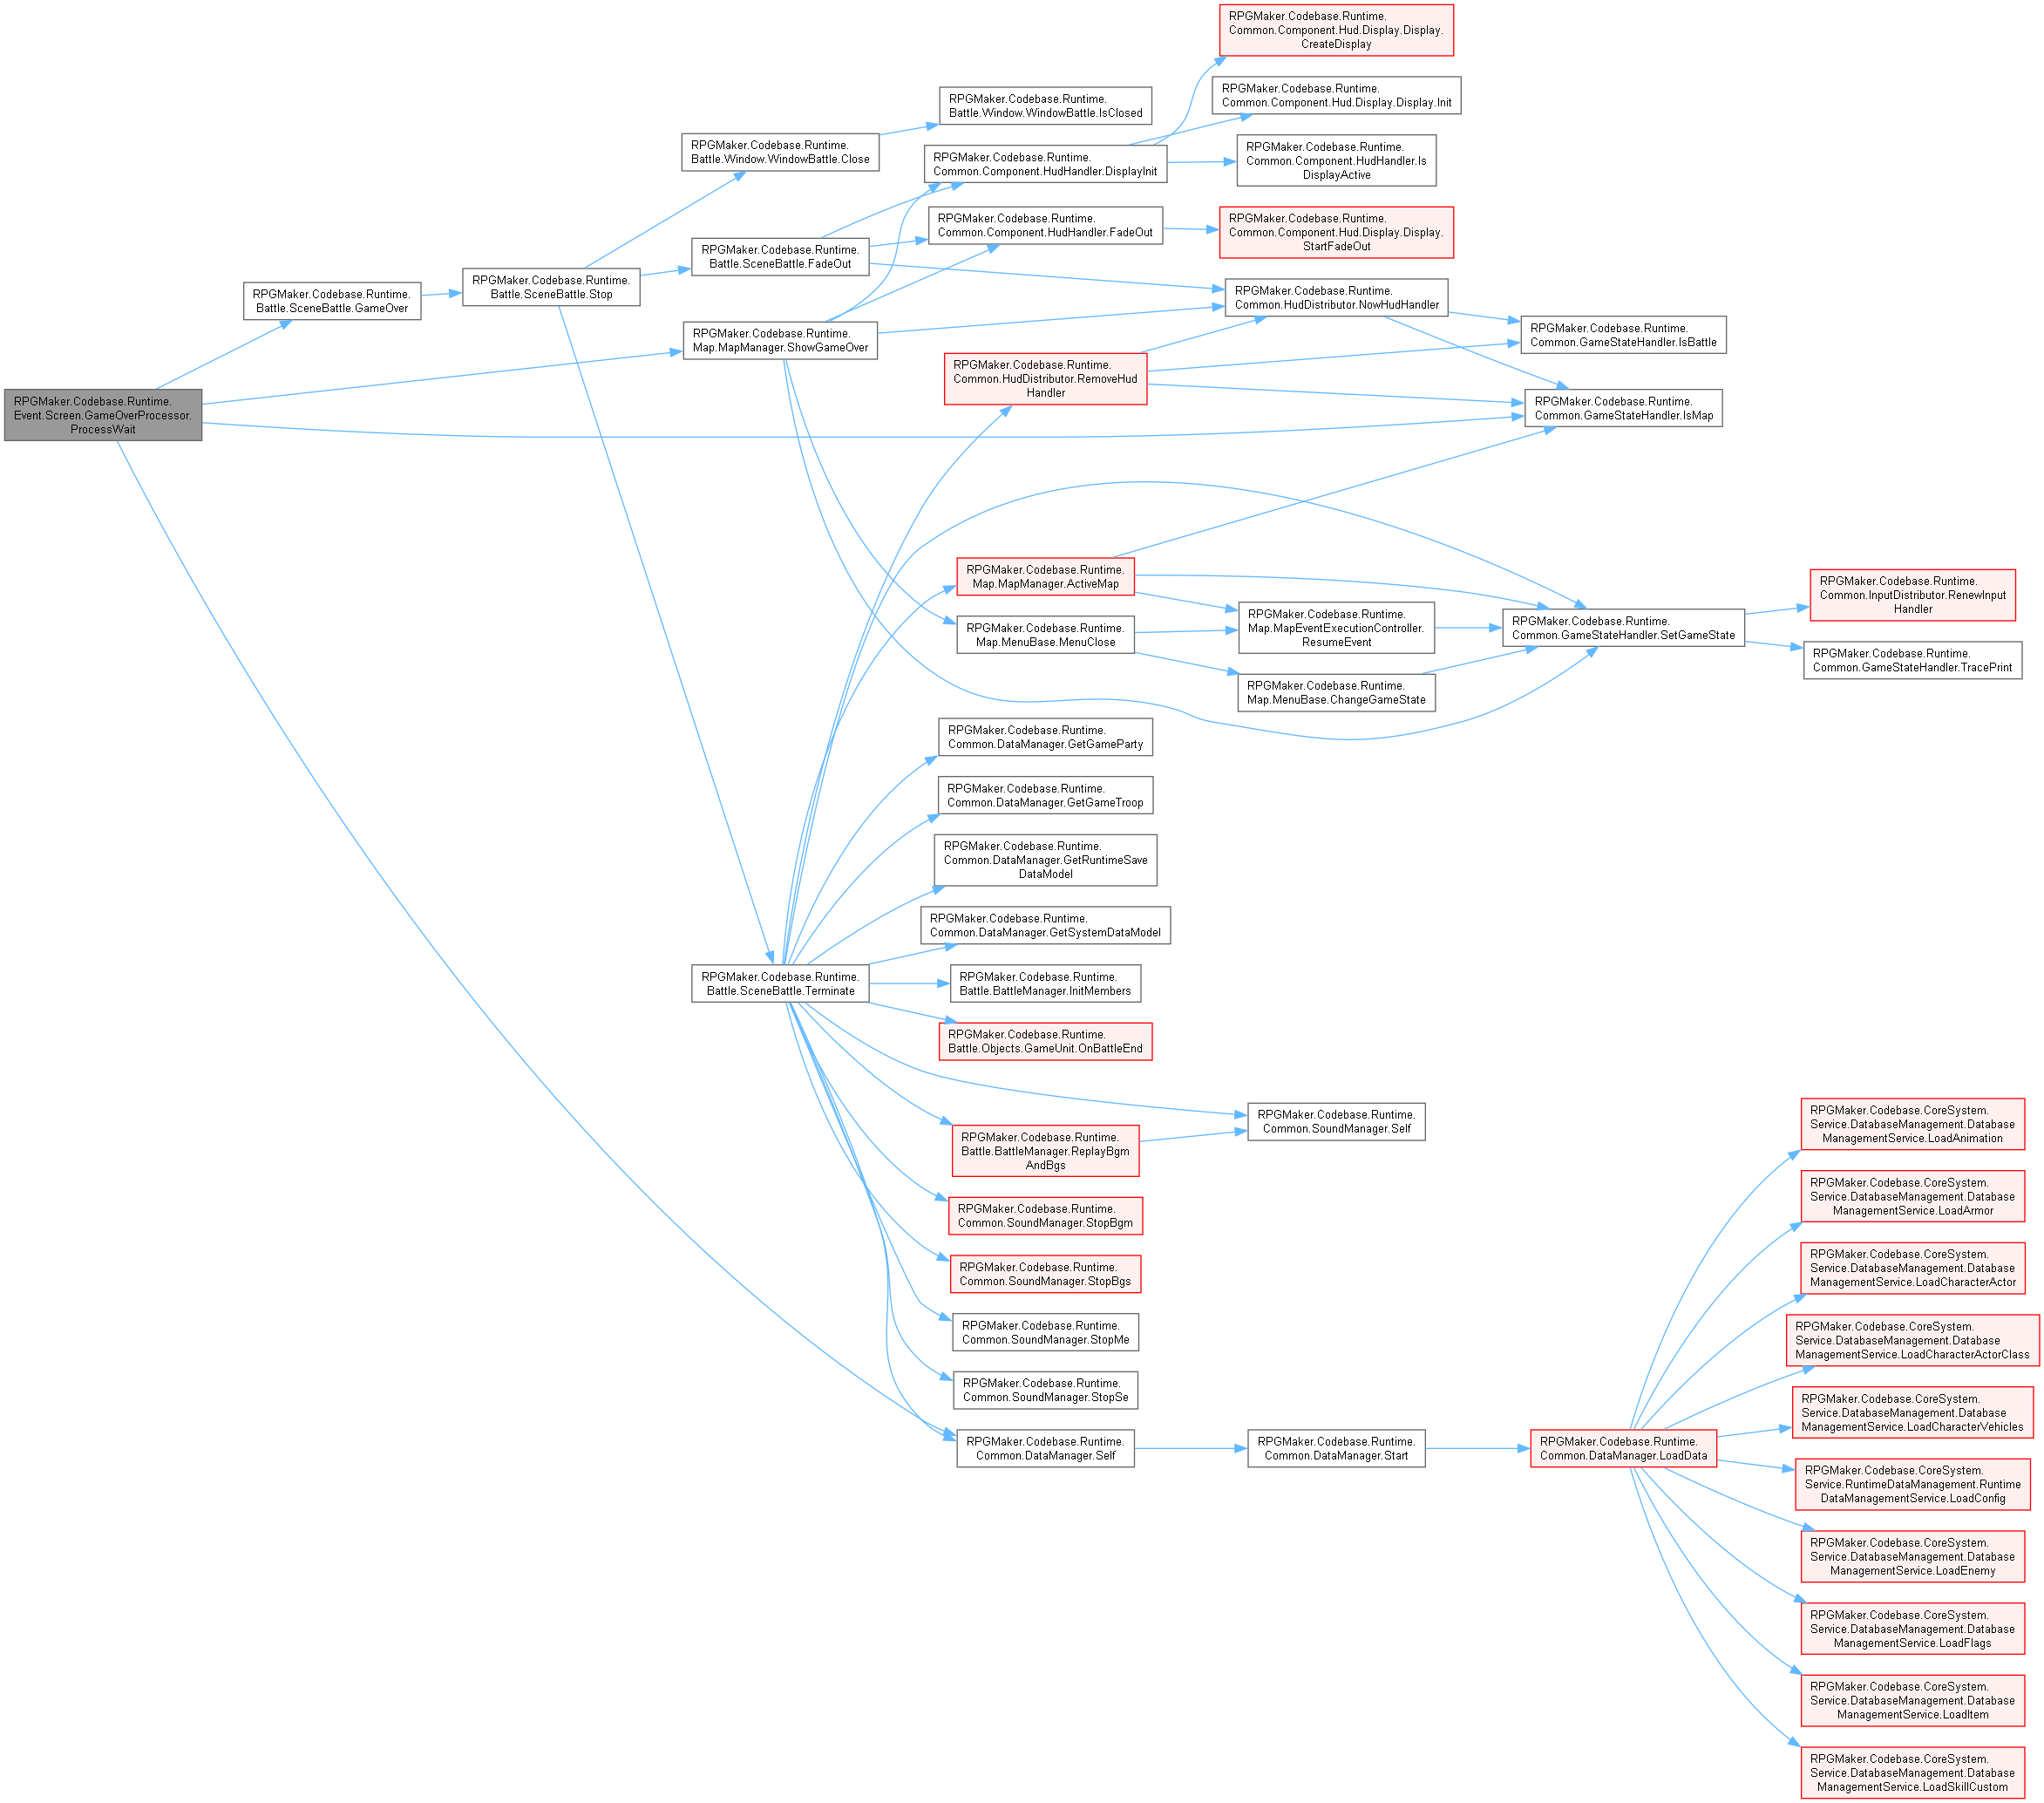 RPGMaker.Codebase.Runtime.
Event.Screen.GameOverProcessor.
ProcessWait
RPGMaker.Codebase.Runtime.
Battle.SceneBattle.GameOver
RPGMaker.Codebase.Runtime.
Battle.SceneBattle.Stop
RPGMaker.Codebase.Runtime.
Battle.Window.WindowBattle.Close
RPGMaker.Codebase.Runtime.
Battle.SceneBattle.FadeOut
RPGMaker.Codebase.Runtime.
Map.MapManager.ShowGameOver
RPGMaker.Codebase.Runtime.
Battle.SceneBattle.Terminate
RPGMaker.Codebase.Runtime.
Battle.Window.WindowBattle.IsClosed
RPGMaker.Codebase.Runtime.
Common.Component.HudHandler.DisplayInit
RPGMaker.Codebase.Runtime.
Common.Component.HudHandler.FadeOut
RPGMaker.Codebase.Runtime.
Common.HudDistributor.RemoveHud
Handler
RPGMaker.Codebase.Runtime.
Map.MapManager.ActiveMap
RPGMaker.Codebase.Runtime.
Map.MenuBase.MenuClose
RPGMaker.Codebase.Runtime.
Common.DataManager.GetGameParty
RPGMaker.Codebase.Runtime.
Common.DataManager.GetGameTroop
RPGMaker.Codebase.Runtime.
Common.DataManager.GetRuntimeSave
DataModel
RPGMaker.Codebase.Runtime.
Common.DataManager.GetSystemDataModel
RPGMaker.Codebase.Runtime.
Battle.BattleManager.InitMembers
RPGMaker.Codebase.Runtime.
Battle.Objects.GameUnit.OnBattleEnd
RPGMaker.Codebase.Runtime.
Battle.BattleManager.ReplayBgm
AndBgs
RPGMaker.Codebase.Runtime.
Common.SoundManager.StopBgm
RPGMaker.Codebase.Runtime.
Common.SoundManager.StopBgs
RPGMaker.Codebase.Runtime.
Common.SoundManager.StopMe
RPGMaker.Codebase.Runtime.
Common.SoundManager.StopSe
RPGMaker.Codebase.Runtime.
Common.DataManager.Self
RPGMaker.Codebase.Runtime.
Common.Component.Hud.Display.Display.
CreateDisplay
RPGMaker.Codebase.Runtime.
Common.Component.Hud.Display.Display.Init
RPGMaker.Codebase.Runtime.
Common.Component.HudHandler.Is
DisplayActive
RPGMaker.Codebase.Runtime.
Common.Component.Hud.Display.Display.
StartFadeOut
RPGMaker.Codebase.Runtime.
Common.HudDistributor.NowHudHandler
RPGMaker.Codebase.Runtime.
Map.MapEventExecutionController.
ResumeEvent
RPGMaker.Codebase.Runtime.
Map.MenuBase.ChangeGameState
RPGMaker.Codebase.Runtime.
Common.SoundManager.Self
RPGMaker.Codebase.Runtime.
Common.DataManager.Start
RPGMaker.Codebase.Runtime.
Common.GameStateHandler.IsBattle
RPGMaker.Codebase.Runtime.
Common.GameStateHandler.IsMap
RPGMaker.Codebase.Runtime.
Common.GameStateHandler.SetGameState
RPGMaker.Codebase.Runtime.
Common.DataManager.LoadData
RPGMaker.Codebase.Runtime.
Common.InputDistributor.RenewInput
Handler
RPGMaker.Codebase.Runtime.
Common.GameStateHandler.TracePrint
RPGMaker.Codebase.CoreSystem.
Service.DatabaseManagement.Database
ManagementService.LoadAnimation
RPGMaker.Codebase.CoreSystem.
Service.DatabaseManagement.Database
ManagementService.LoadArmor
RPGMaker.Codebase.CoreSystem.
Service.DatabaseManagement.Database
ManagementService.LoadCharacterActor
RPGMaker.Codebase.CoreSystem.
Service.DatabaseManagement.Database
ManagementService.LoadCharacterActorClass
RPGMaker.Codebase.CoreSystem.
Service.DatabaseManagement.Database
ManagementService.LoadCharacterVehicles
RPGMaker.Codebase.CoreSystem.
Service.RuntimeDataManagement.Runtime
DataManagementService.LoadConfig
RPGMaker.Codebase.CoreSystem.
Service.DatabaseManagement.Database
ManagementService.LoadEnemy
RPGMaker.Codebase.CoreSystem.
Service.DatabaseManagement.Database
ManagementService.LoadFlags
RPGMaker.Codebase.CoreSystem.
Service.DatabaseManagement.Database
ManagementService.LoadItem
RPGMaker.Codebase.CoreSystem.
Service.DatabaseManagement.Database
ManagementService.LoadSkillCustom